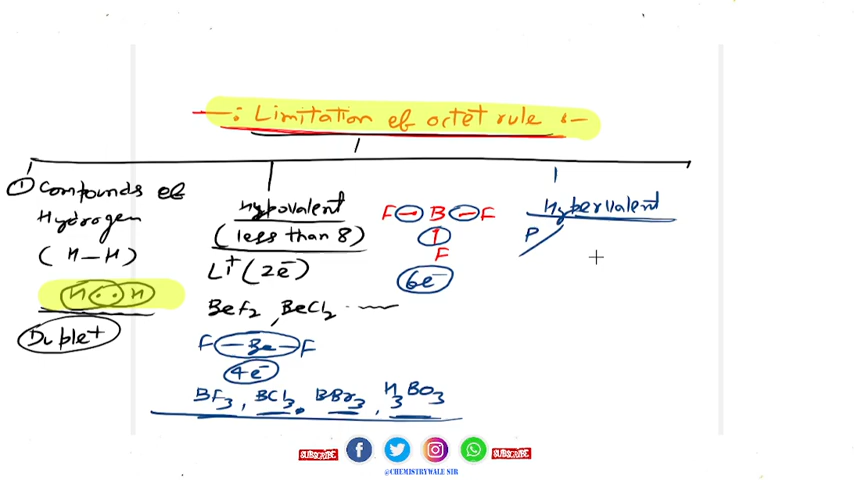 —: Limitation of octet rule :—
① Compounds of
Hydrogen
(H–H)
H : H
Duplet
Hypovalent
(less than 8)
Li⁺ (2e⁻)
BeF₂, BeCl₂
F–Be–F
4e⁻
BF₃, BCl₃, BBr₃, H₃BO₃
F–B–F
F
6e⁻
Hypervalent
P
SUBSCRIBE
SUBSCRIBE
@CHEMISTRYWALE SIR